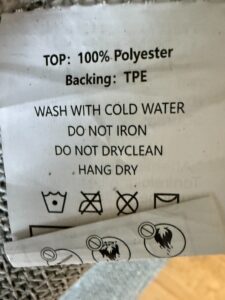 TOP: 100% Polyester
Backing: TPE
WASH WITH COLD WATER
DO NOT IRON
DO NOT DRYCLEAN
HANG DRY